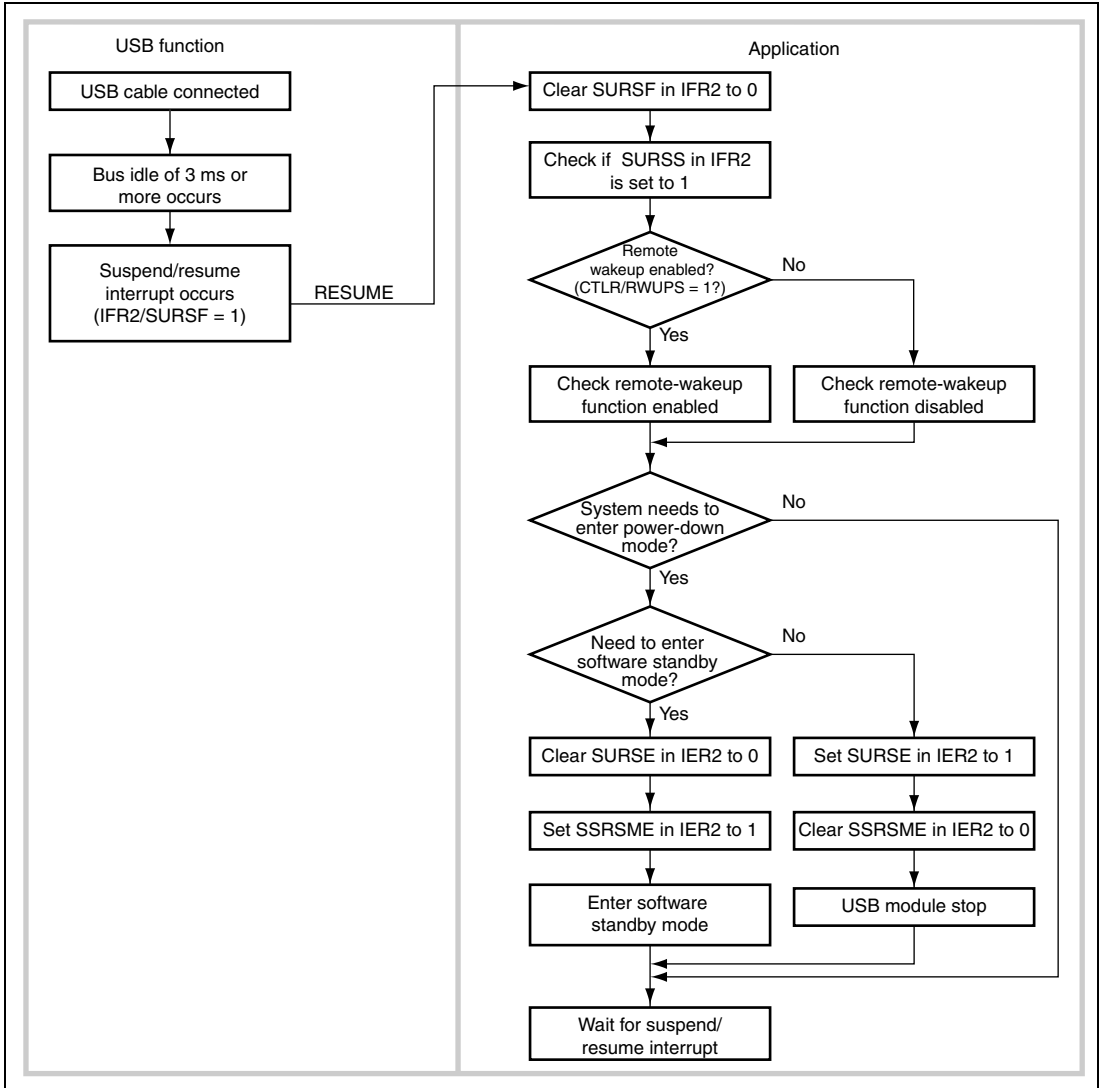 USB function
USB cable connected
Bus idle of 3 ms or
more occurs
Suspend/resume
interrupt occurs
(IFR2/SURSF = 1)
RESUME
Application
Clear SURSF in IFR2 to 0
Check if SURSS in IFR2
is set to 1
Remote
wakeup enabled?
(CTLR/RWUPS = 1?)
No
Yes
Check remote-wakeup
function enabled
Check remote-wakeup
function disabled
System needs to
enter power-down
mode?
No
Yes
Need to enter
software standby
mode?
No
Yes
Clear SURSE in IER2 to 0
Set SURSE in IER2 to 1
Set SSRSME in IER2 to 1
Clear SSRSME in IER2 to 0
Enter software
standby mode
USB module stop
Wait for suspend/
resume interrupt